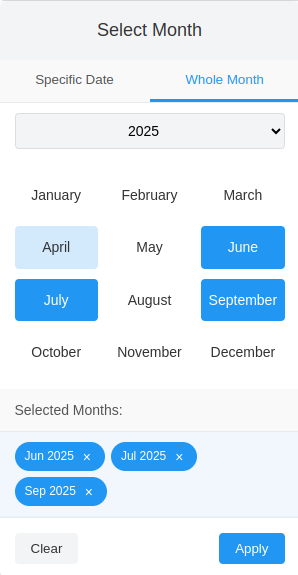 Select Month
Specific Date Whole Month
2025
January February March
April May June
July August September
October November December
Selected Months:
Jun 2025 × Jul 2025 ×
Sep 2025 ×
Clear Apply